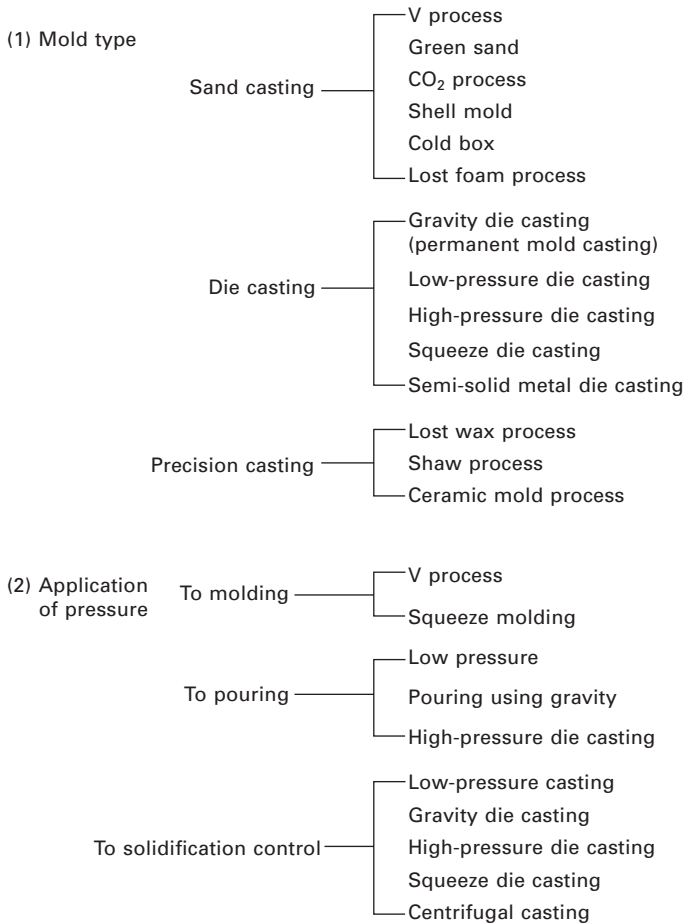 (1) Mold type
Sand casting
V process
Green sand
CO₂ process
Shell mold
Cold box
Lost foam process
Die casting
Gravity die casting
(permanent mold casting)
Low-pressure die casting
High-pressure die casting
Squeeze die casting
Semi-solid metal die casting
Precision casting
Lost wax process
Shaw process
Ceramic mold process
(2) Application
of pressure
To molding
V process
Squeeze molding
To pouring
Low pressure
Pouring using gravity
High-pressure die casting
To solidification control
Low-pressure casting
Gravity die casting
High-pressure die casting
Squeeze die casting
Centrifugal casting